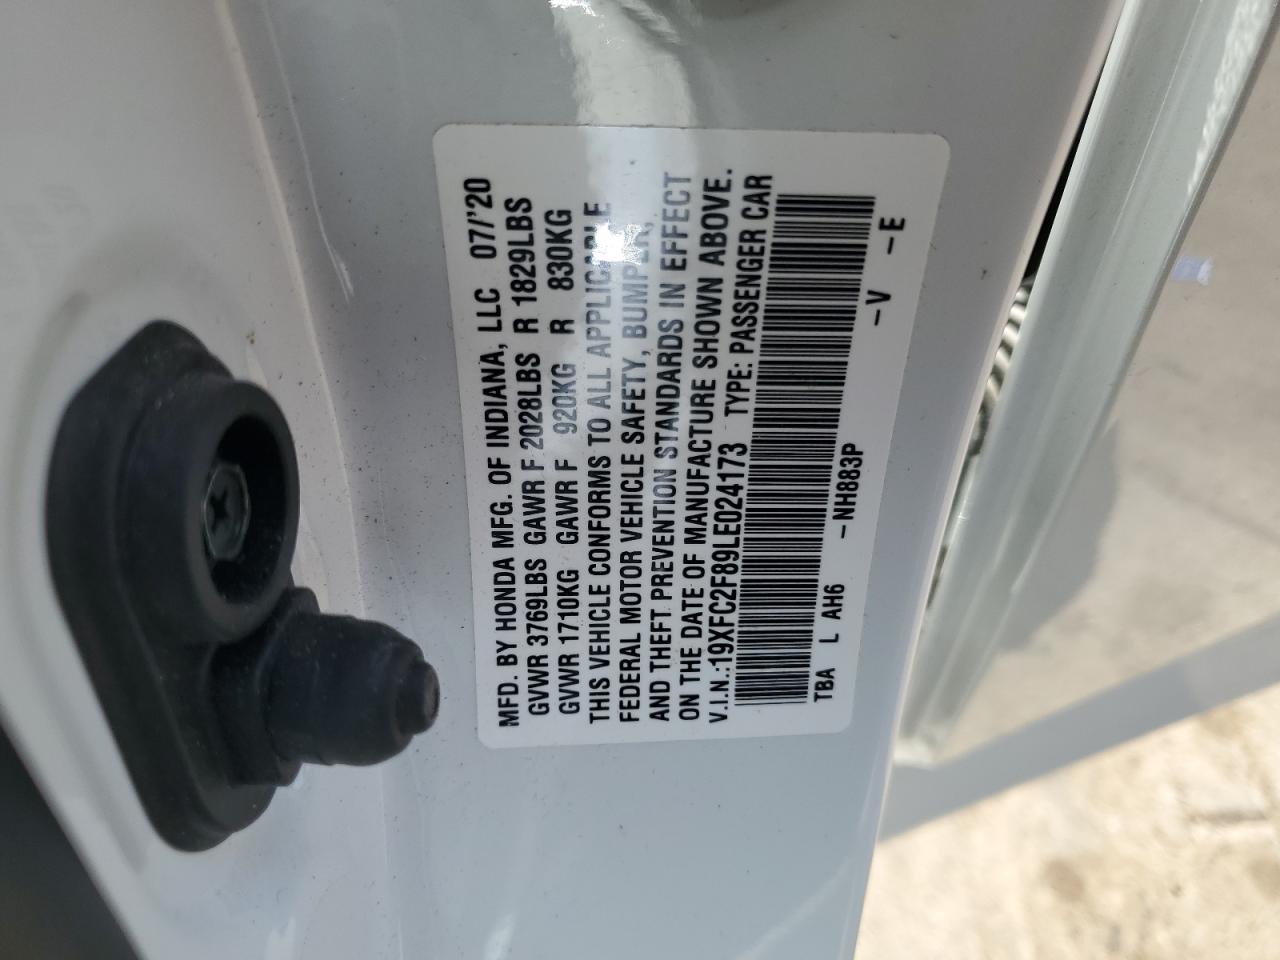 MFD. BY HONDA MFG. OF INDIANA, LLC 07/'20
GVWR 3769LBS GAWR F 2028LBS R 1829LBS
GVWR 1710KG GAWR F 920KG R 830KG
THIS VEHICLE CONFORMS TO ALL APPLICABLE
FEDERAL MOTOR VEHICLE SAFETY, BUMPER,
AND THEFT PREVENTION STANDARDS IN EFFECT
ON THE DATE OF MANUFACTURE SHOWN ABOVE.
V.I.N.:19XFC2F89LE024173 TYPE: PASSENGER CAR
TBA L AH6 -NH883P -V -E